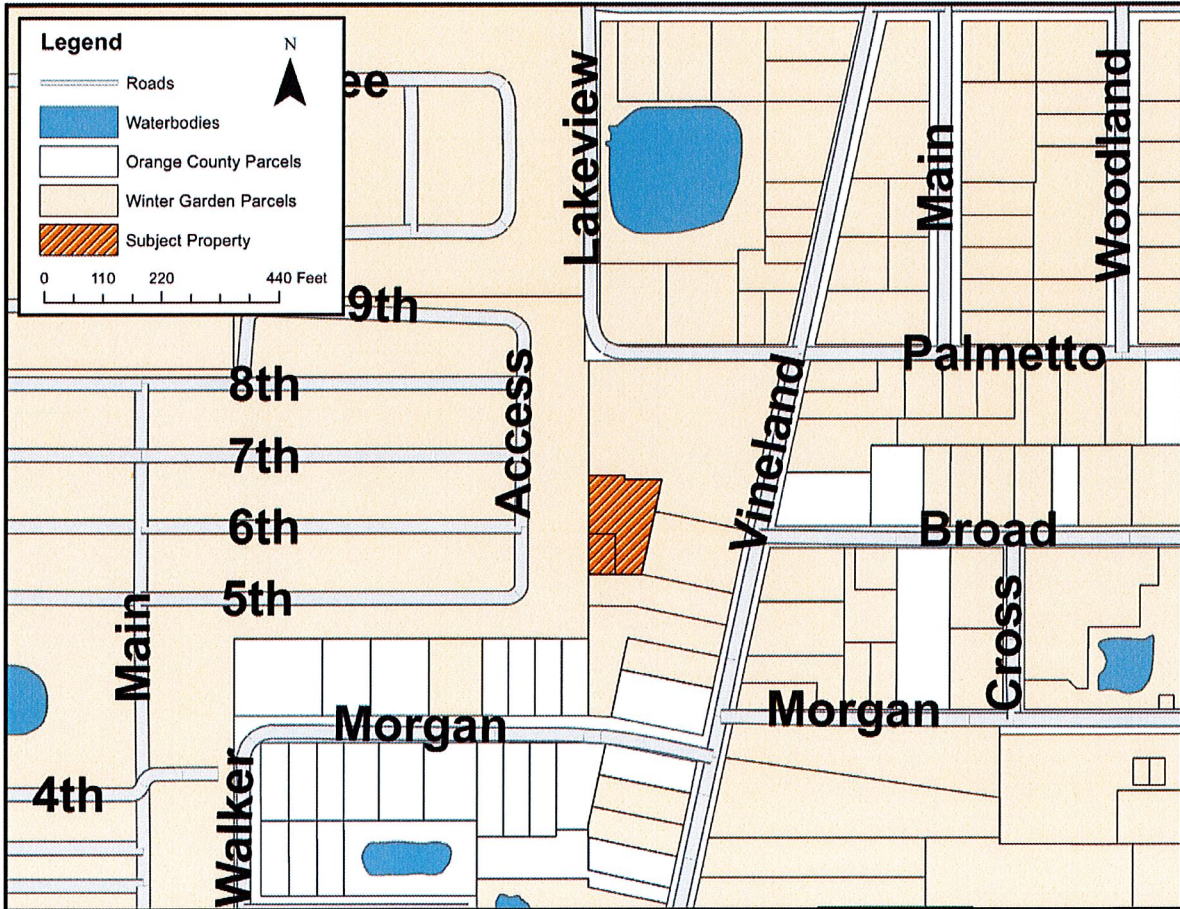 Legend
N
Roads
Waterbodies
Orange County Parcels
Winter Garden Parcels
Subject Property
0 110 220 440 Feet
ee
Lakeview
Main
Woodland
9th
Palmetto
8th
Access
Vineland
7th
6th
Broad
5th
Main
Cross
Morgan
Morgan
Walker
4th